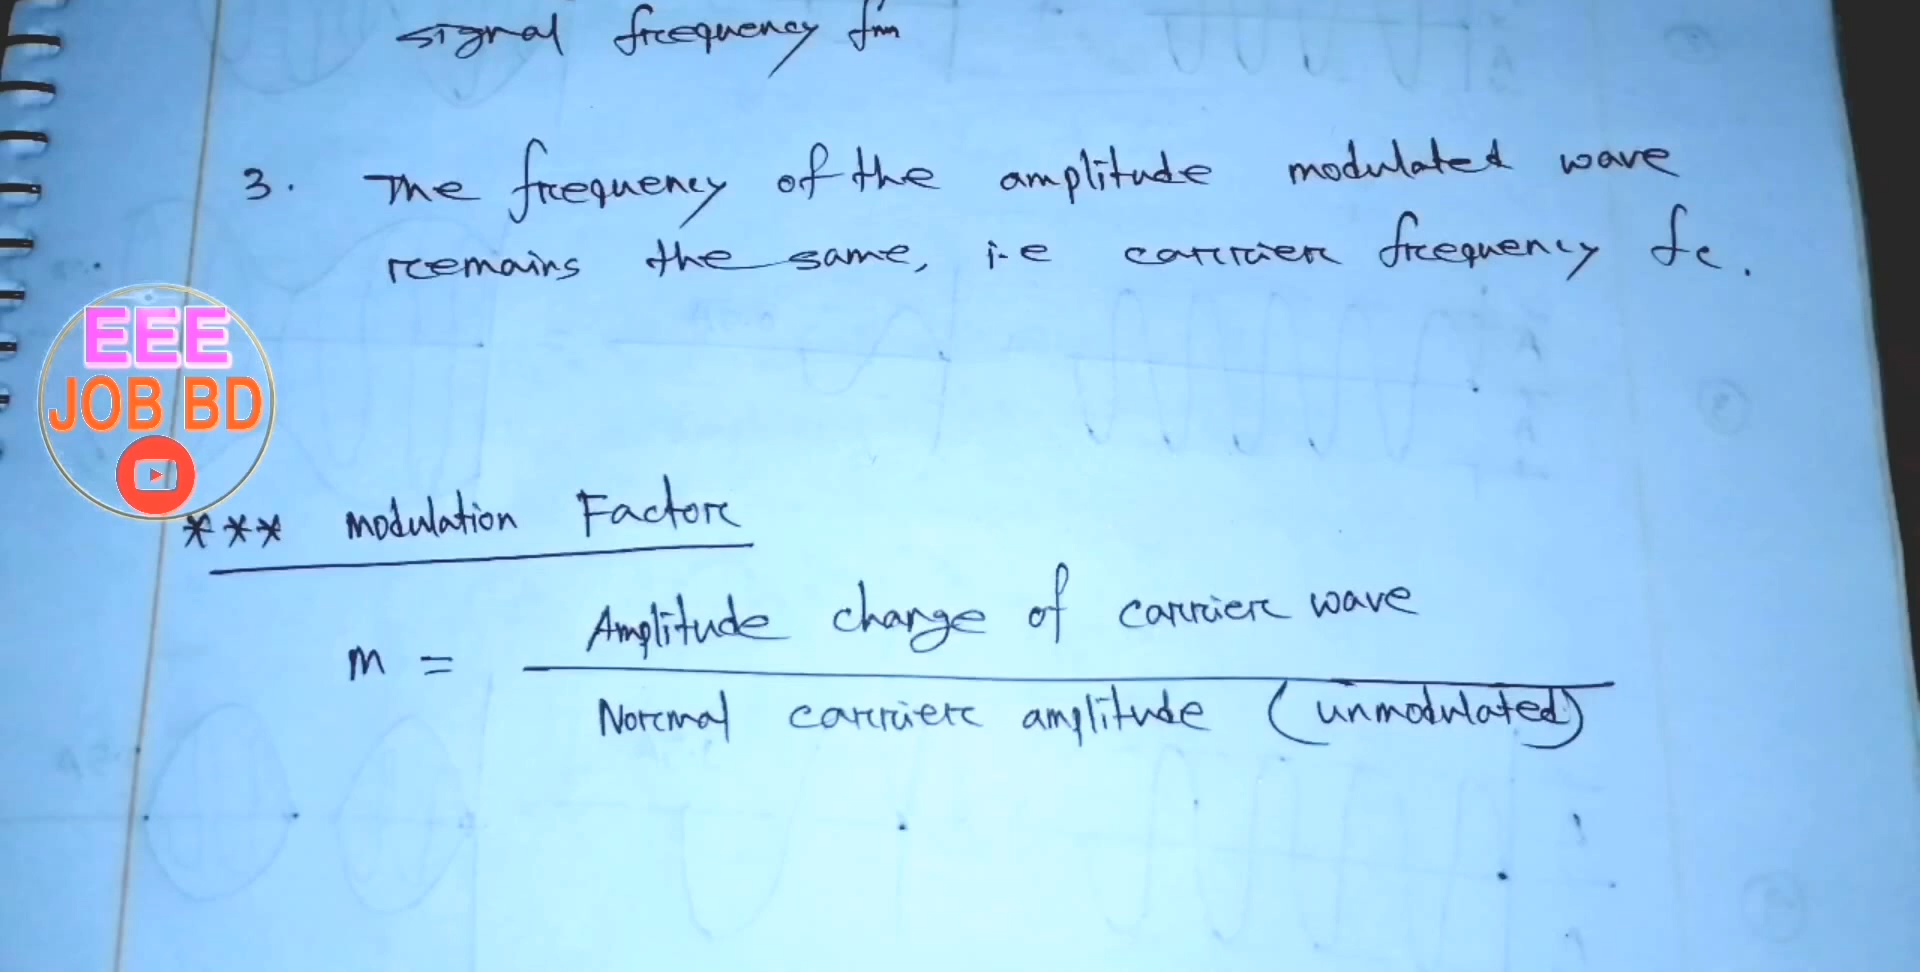 signal frequency fm
3. The frequency of the amplitude modulated wave
remains the same, i.e carrier frequency fc.
EEE
JOB BD
*** Modulation Factor
m = Amplitude change of carrier wave
Normal carrier amplitude (unmodulated)